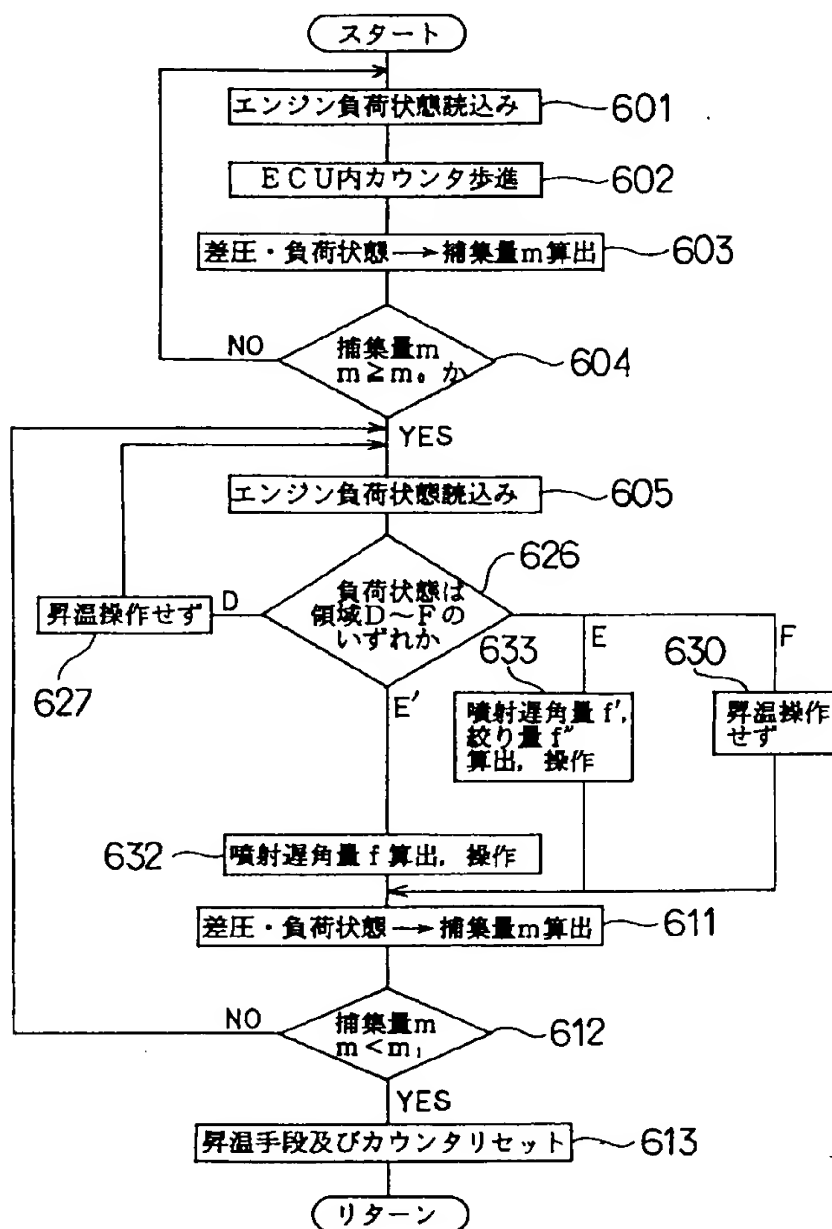 スタート
エンジン負荷状態読込み
601
ECU内カウンタ歩進
602
差圧・負荷状態→捕集量m算出
603
捕集量m
m≧m₀か
604
NO
YES
エンジン負荷状態読込み
605
負荷状態は
領域D～Fの
いずれか
626
D
昇温操作せず
627
E
F
633
630
噴射遅角量f′,
絞り量f″
算出,操作
昇温操作
せず
E′
632
噴射遅角量f算出,操作
差圧・負荷状態→捕集量m算出
611
捕集量m
m<m₁
612
NO
YES
昇温手段及びカウンタリセット
613
リターン